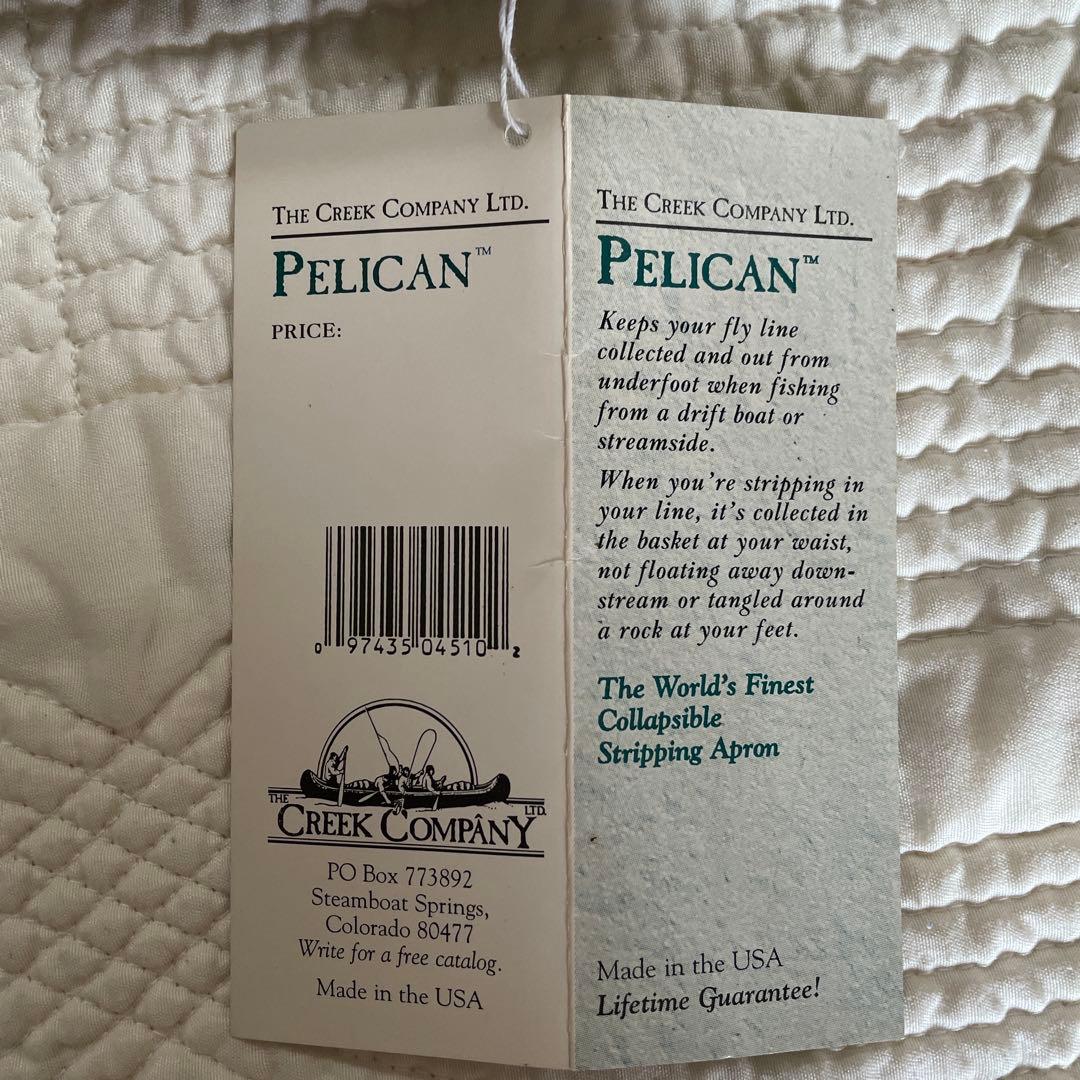 THE CREEK COMPANY LTD.
PELICAN™
PRICE:
0 97435 04510 2
THE CREEK COMPANY LTD.
PO Box 773892
Steamboat Springs,
Colorado 80477
Write for a free catalog.
Made in the USA
THE CREEK COMPANY LTD.
PELICAN™
Keeps your fly line
collected and out from
underfoot when fishing
from a drift boat or
streamside.
When you're stripping in
your line, it's collected in
the basket at your waist,
not floating away down-
stream or tangled around
a rock at your feet.
The World's Finest
Collapsible
Stripping Apron
Made in the USA
Lifetime Guarantee!